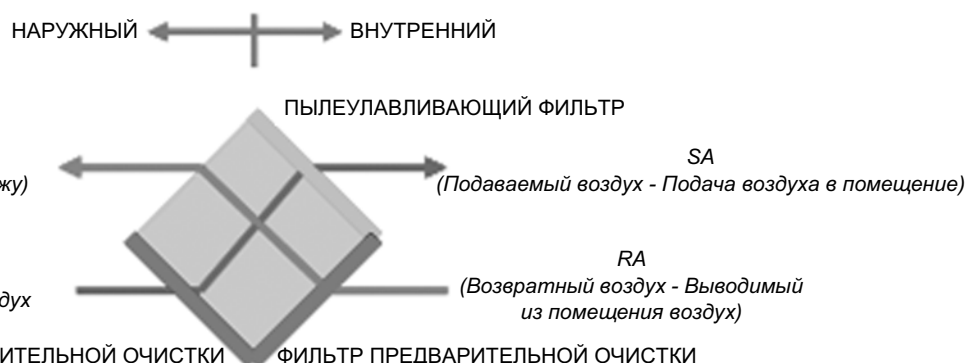 НАРУЖНЫЙ ВНУТРЕННИЙ
ПЫЛЕУЛАВЛИВАЮЩИЙ ФИЛЬТР
SA
(Подаваемый воздух - Подача воздуха в помещение)
RA
(Возвратный воздух - Выводимый
из помещения воздух)
ФИЛЬТР ПРЕДВАРИТЕЛЬНОЙ ОЧИСТКИ